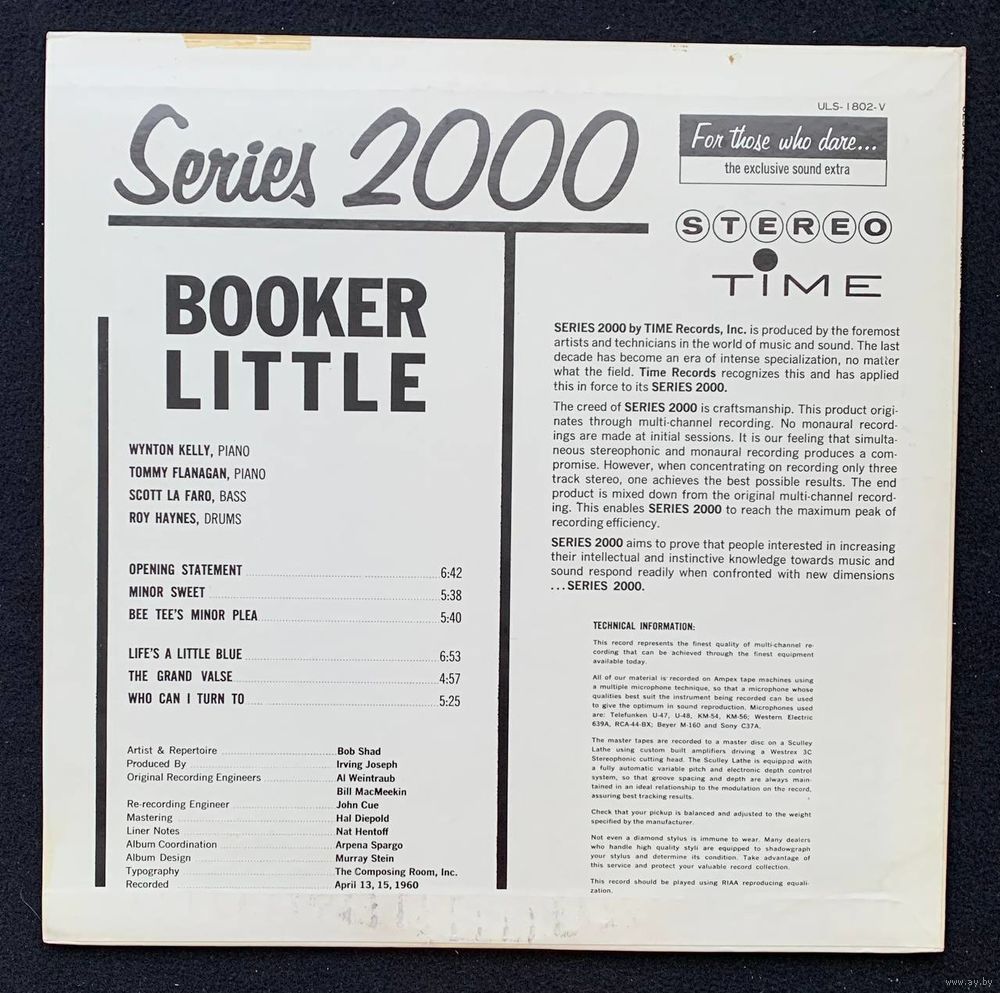 ULS-1802-V
Series 2000
For those who dare...
the exclusive sound extra
STEREO
TIME
BOOKER
LITTLE
WYNTON KELLY, PIANO
TOMMY FLANAGAN, PIANO
SCOTT LA FARO, BASS
ROY HAYNES, DRUMS
OPENING STATEMENT 6:42
MINOR SWEET 5:38
BEE TEE'S MINOR PLEA 5:40
LIFE'S A LITTLE BLUE 6:53
THE GRAND VALSE 4:57
WHO CAN I TURN TO 5:25
Artist & Repertoire Bob Shad
Produced By Irving Joseph
Original Recording Engineers Al Weintraub
Bill MacMeekin
Re-recording Engineer John Cue
Mastering Hal Diepold
Liner Notes Nat Hentoff
Album Coordination Arpena Spargo
Album Design Murray Stein
Typography The Composing Room, Inc.
Recorded April 13, 15, 1960
SERIES 2000 by TIME Records, Inc. is produced by the foremost
artists and technicians in the world of music and sound. The last
decade has become an era of intense specialization, no matter
what the field. Time Records recognizes this and has applied
this in force to its SERIES 2000.
The creed of SERIES 2000 is craftsmanship. This product origi-
nates through multi-channel recording. No monaural record-
ings are made at initial sessions. It is our feeling that simulta-
neous stereophonic and monaural recording produces a com-
promise. However, when concentrating on recording only three
track stereo, one achieves the best possible results. The end
product is mixed down from the original multi-channel record-
ing. This enables SERIES 2000 to reach the maximum peak of
recording efficiency.
SERIES 2000 aims to prove that people interested in increasing
their intellectual and instinctive knowledge towards music and
sound respond readily when confronted with new dimensions
...SERIES 2000.
TECHNICAL INFORMATION:
This record represents the finest quality of multi-channel re-
cording that can be achieved through the finest equipment
available today.
All of our material is recorded on Ampex tape machines using
a multiple microphone technique, so that a microphone whose
qualities best suit the instrument being recorded can be used
to give the optimum in sound reproduction. Microphones used
are: Telefunken U-47, U-48, KM-54, KM-56; Western Electric
639A, RCA-44-BX; Beyer M-160 and Sony C37A.
The master tapes are recorded to a master disc on a Sculley
Lathe using custom built amplifiers driving a Westrex 3C
Stereophonic cutting head. The Sculley Lathe is equipped with
a fully automatic variable pitch and electronic depth control
system, so that groove spacing and depth are always main-
tained in an ideal relationship to the modulation on the record,
assuring best tracking results.
Check that your pickup is balanced and adjusted to the weight
specified by the manufacturer.
Not even a diamond stylus is immune to wear. Many dealers
who handle high quality styli are equipped to shadowgraph
your stylus and determine its condition. Take advantage of
this service and protect your valuable record collection.
This record should be played using RIAA reproducing equali-
zation.
www.ay.by